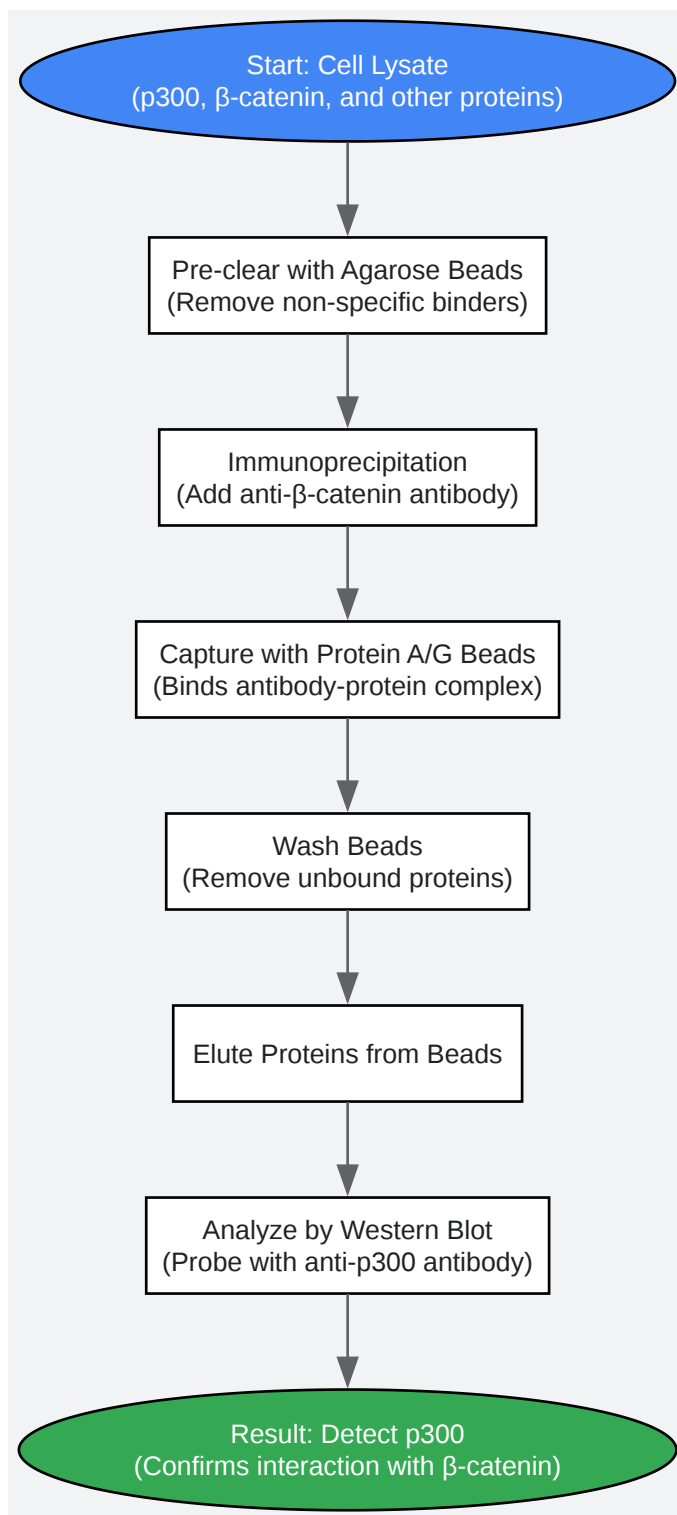 Start: Cell Lysate
(p300, β-catenin, and other proteins)
Pre-clear with Agarose Beads
(Remove non-specific binders)
Immunoprecipitation
(Add anti-β-catenin antibody)
Capture with Protein A/G Beads
(Binds antibody-protein complex)
Wash Beads
(Remove unbound proteins)
Elute Proteins from Beads
Analyze by Western Blot
(Probe with anti-p300 antibody)
Result: Detect p300
(Confirms interaction with β-catenin)